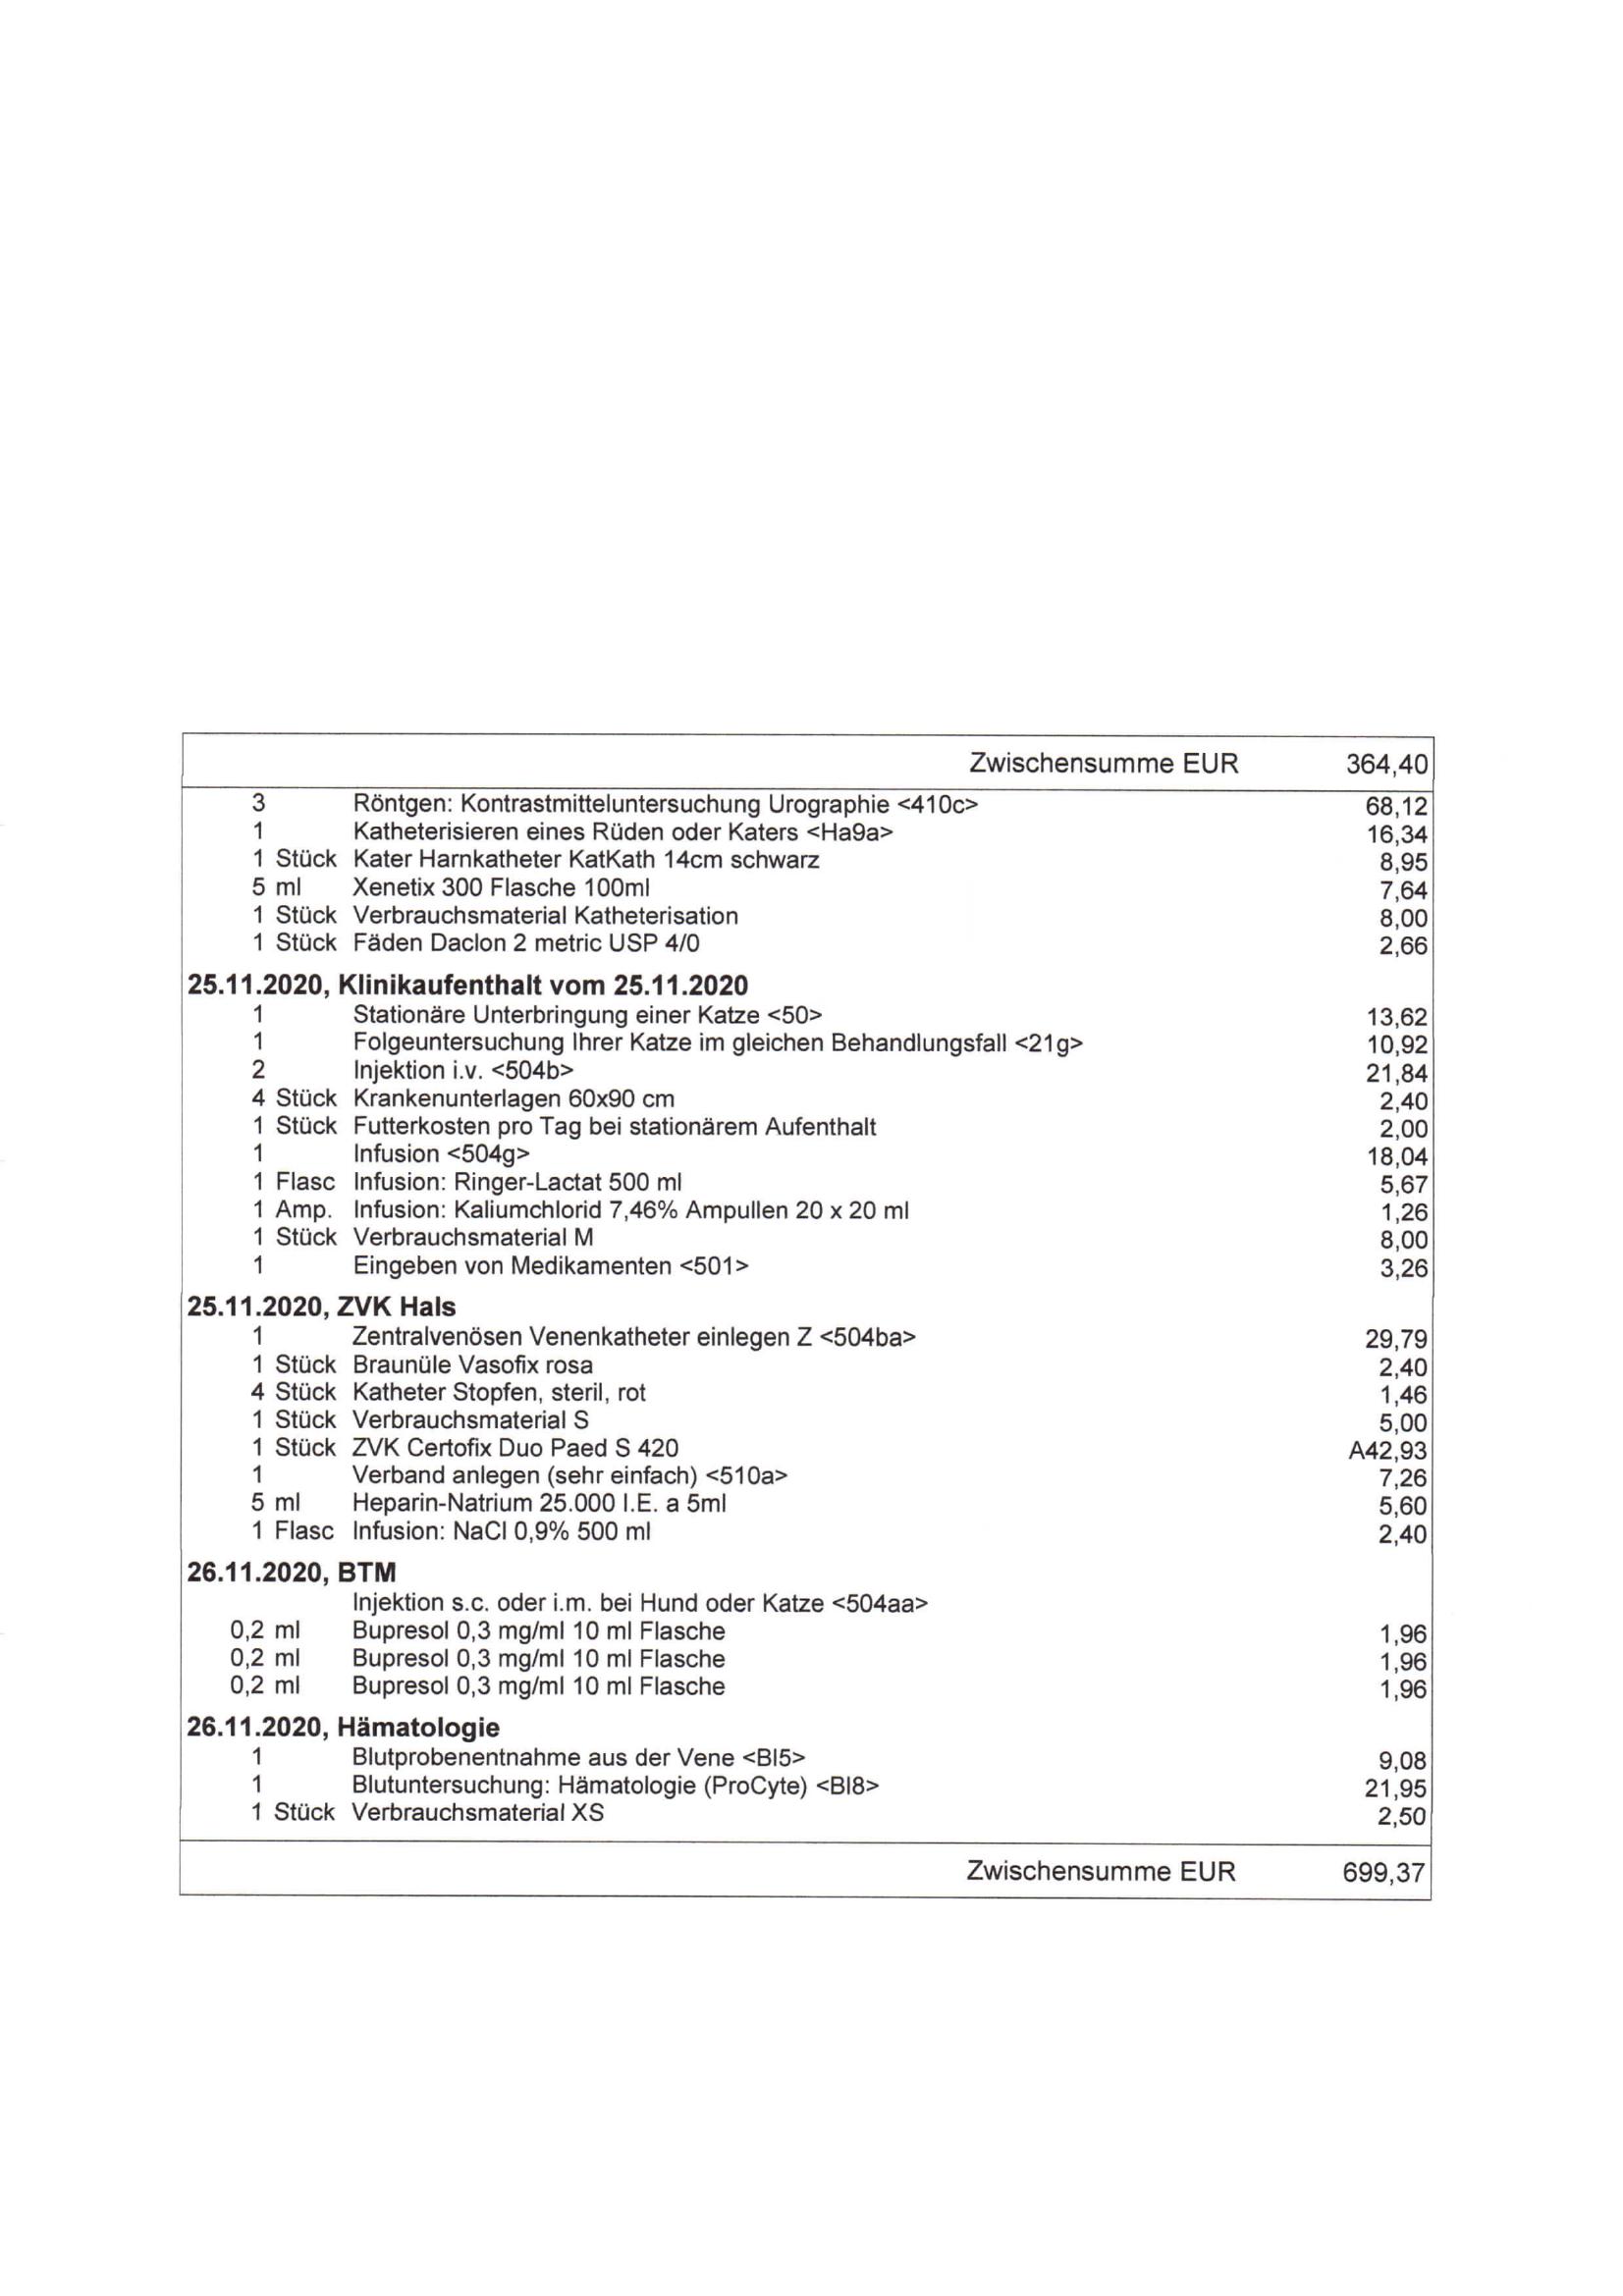 Zwischensumme EUR 364,40
3 Röntgen: Kontrastmitteluntersuchung Urographie <410c> 68,12
1 Katheterisieren eines Rüden oder Katers <Ha9a> 16,34
1 Stück Kater Harnkatheter KatKath 14cm schwarz 8,95
5 ml Xenetix 300 Flasche 100ml 7,64
1 Stück Verbrauchsmaterial Katheterisation 8,00
1 Stück Fäden Daclon 2 metric USP 4/0 2,66
25.11.2020, Klinikaufenthalt vom 25.11.2020
1 Stationäre Unterbringung einer Katze <50> 13,62
1 Folgeuntersuchung Ihrer Katze im gleichen Behandlungsfall <21g> 10,92
2 Injektion i.v. <504b> 21,84
4 Stück Krankenunterlagen 60x90 cm 2,40
1 Stück Futterkosten pro Tag bei stationärem Aufenthalt 2,00
1 Infusion <504g> 18,04
1 Flasc Infusion: Ringer-Lactat 500 ml 5,67
1 Amp. Infusion: Kaliumchlorid 7,46% Ampullen 20 x 20 ml 1,26
1 Stück Verbrauchsmaterial M 8,00
1 Eingeben von Medikamenten <501> 3,26
25.11.2020, ZVK Hals
1 Zentralvenösen Venenkatheter einlegen Z <504ba> 29,79
1 Stück Braunüle Vasofix rosa 2,40
4 Stück Katheter Stopfen, steril, rot 1,46
1 Stück Verbrauchsmaterial S 5,00
1 Stück ZVK Certofix Duo Paed S 420 A42,93
1 Verband anlegen (sehr einfach) <510a> 7,26
5 ml Heparin-Natrium 25.000 I.E. a 5ml 5,60
1 Flasc Infusion: NaCl 0,9% 500 ml 2,40
26.11.2020, BTM
Injektion s.c. oder i.m. bei Hund oder Katze <504aa>
0,2 ml Bupresol 0,3 mg/ml 10 ml Flasche 1,96
0,2 ml Bupresol 0,3 mg/ml 10 ml Flasche 1,96
0,2 ml Bupresol 0,3 mg/ml 10 ml Flasche 1,96
26.11.2020, Hämatologie
1 Blutprobenentnahme aus der Vene <Bl5> 9,08
1 Blutuntersuchung: Hämatologie (ProCyte) <Bl8> 21,95
1 Stück Verbrauchsmaterial XS 2,50
Zwischensumme EUR 699,37